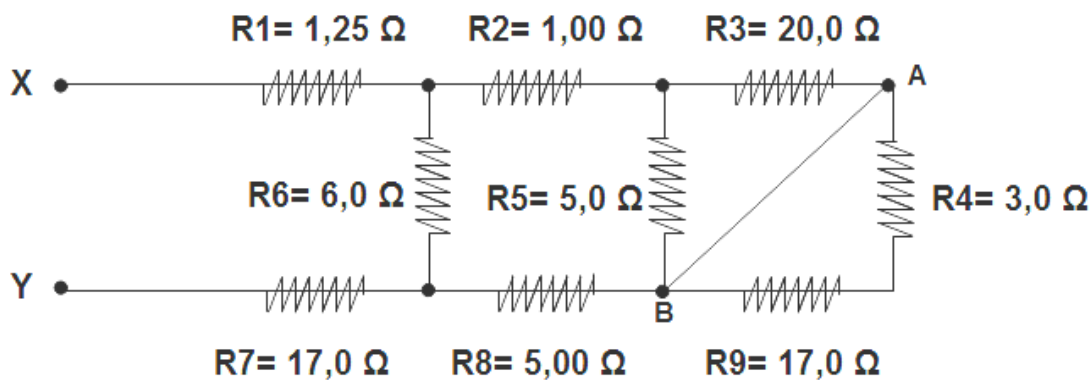 R1= 1,25 Ω R2= 1,00 Ω R3= 20,0 Ω
X A
R6= 6,0 Ω R5= 5,0 Ω R4= 3,0 Ω
Y B
R7= 17,0 Ω R8= 5,00 Ω R9= 17,0 Ω